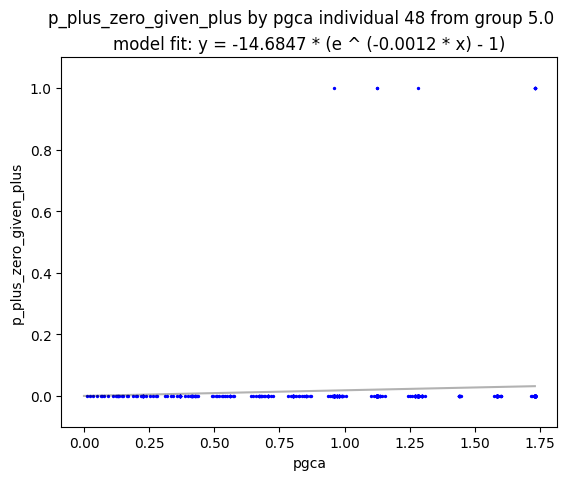 p_plus_zero_given_plus by pgca individual 48 from group 5.0
model fit: y = -14.6847 * (e ^ (-0.0012 * x) - 1)
1.0
0.8
0.6
0.4
0.2
0.0
p_plus_zero_given_plus
0.00 0.25 0.50 0.75 1.00 1.25 1.50 1.75
pgca